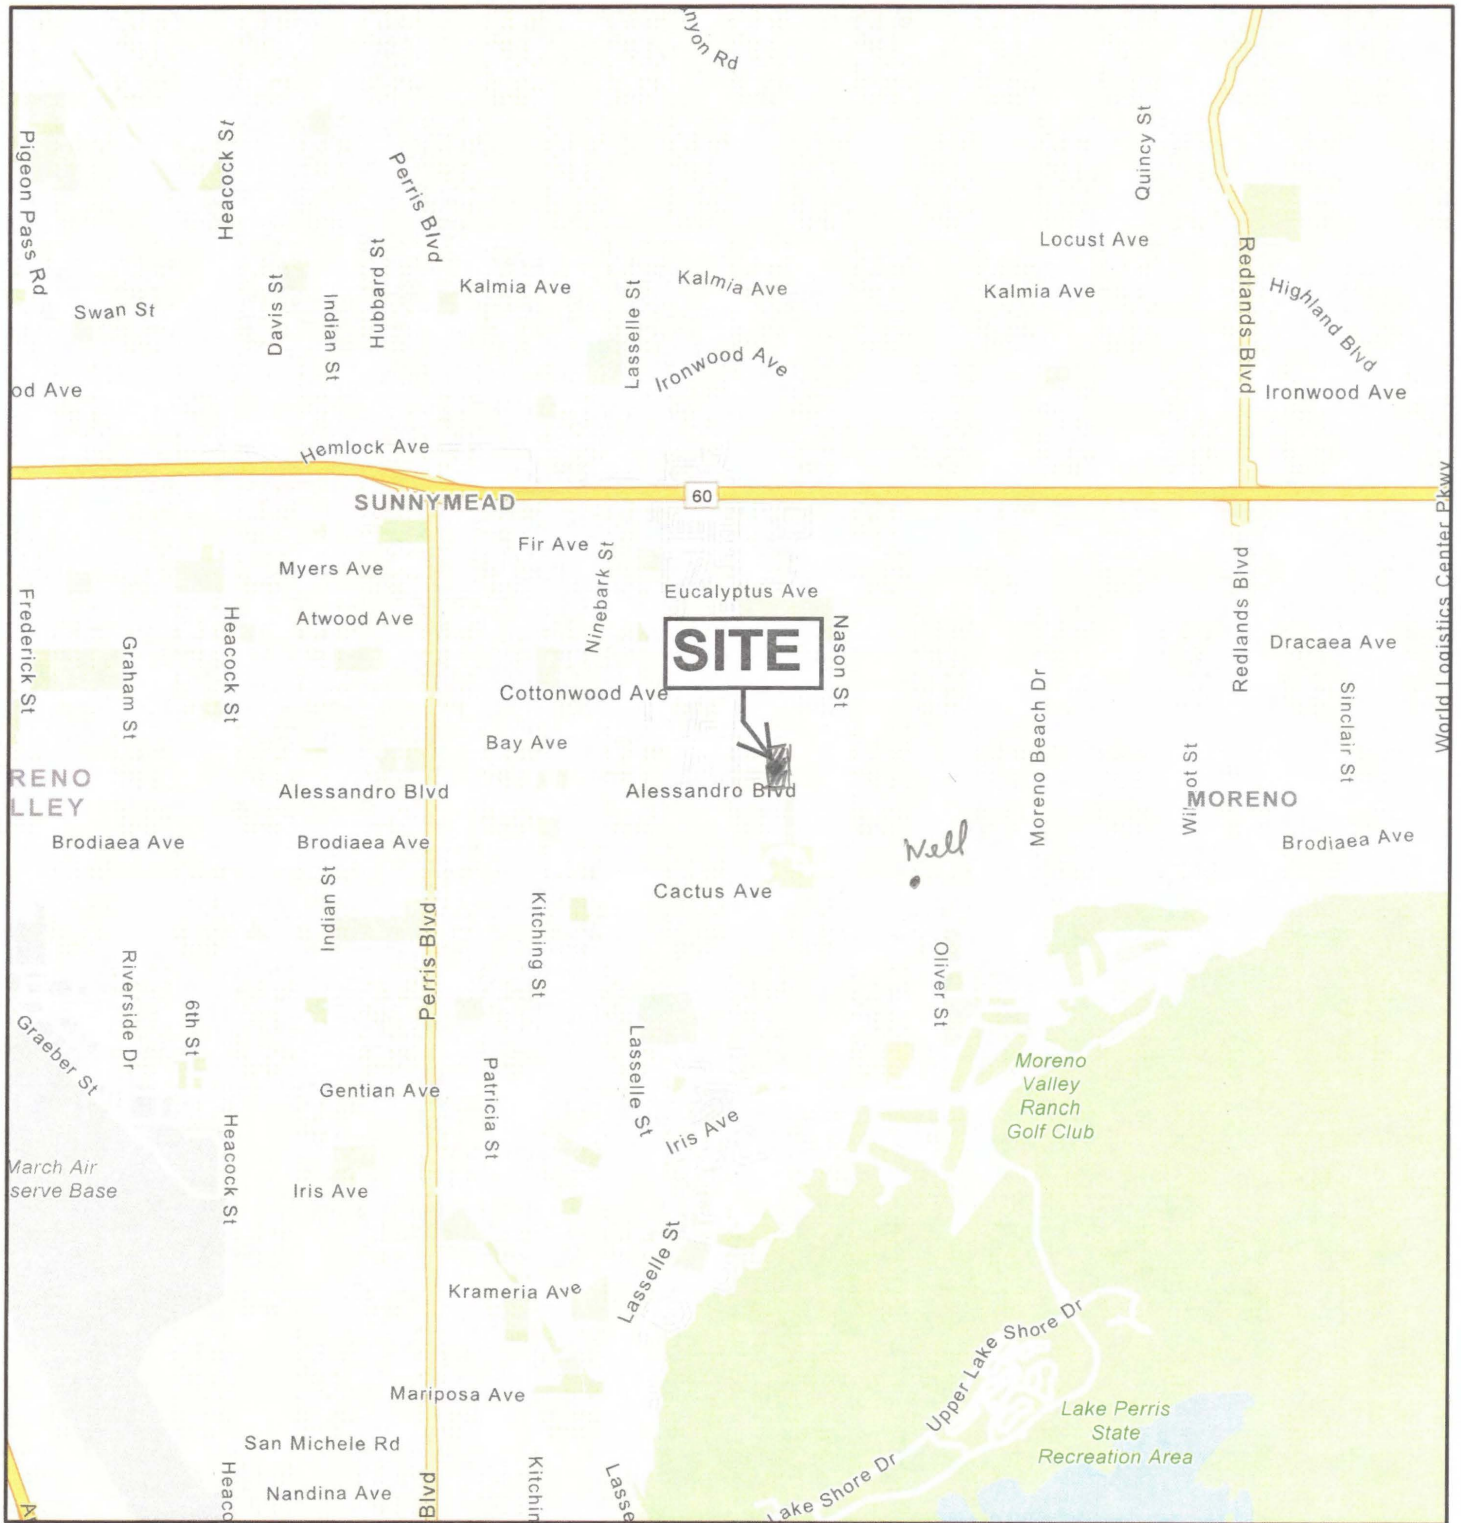 nyon Rd
Quincy St
Heacock St
Pigeon Pass Rd
Perris Blvd
Locust Ave
Hubbard St
Redlands Blvd
Davis St
Indian St
Kalmia Ave
Lasselle St
Kalmia Ave
Kalmia Ave
Highland Blvd
Swan St
Ironwood Ave
od Ave
Ironwood Ave
Hemlock Ave
60
SUNNYMEAD
World Logistics Center Pkwy
Fir Ave
Ninebark St
Myers Ave
Redlands Blvd
Eucalyptus Ave
Frederick St
Heacock St
Atwood Ave
SITE
Nason St
Dracaea Ave
Graham St
Moreno Beach Dr
Sinclair St
Cottonwood Ave
Bay Ave
RENO
LLEY
Alessandro Blvd
Alessandro Blvd
Wil ot St
MORENO
Brodiaea Ave
Brodiaea Ave
Brodiaea Ave
Well
Indian St
Kitching St
Cactus Ave
Perris Blvd
Riverside Dr
Oliver St
6th St
Graeber St
Lasselle St
Patricia St
Gentian Ave
Moreno
Valley
Ranch
Golf Club
Heacock St
Iris Ave
March Air
serve Base
Iris Ave
Lasselle St
Krameria Ave
Upper Lake Shore Dr
Mariposa Ave
Lake Perris
State
Recreation Area
San Michele Rd
Heaco
Nandina Ave
Blvd
Kitchin
Lasse
Lake Shore Dr
A